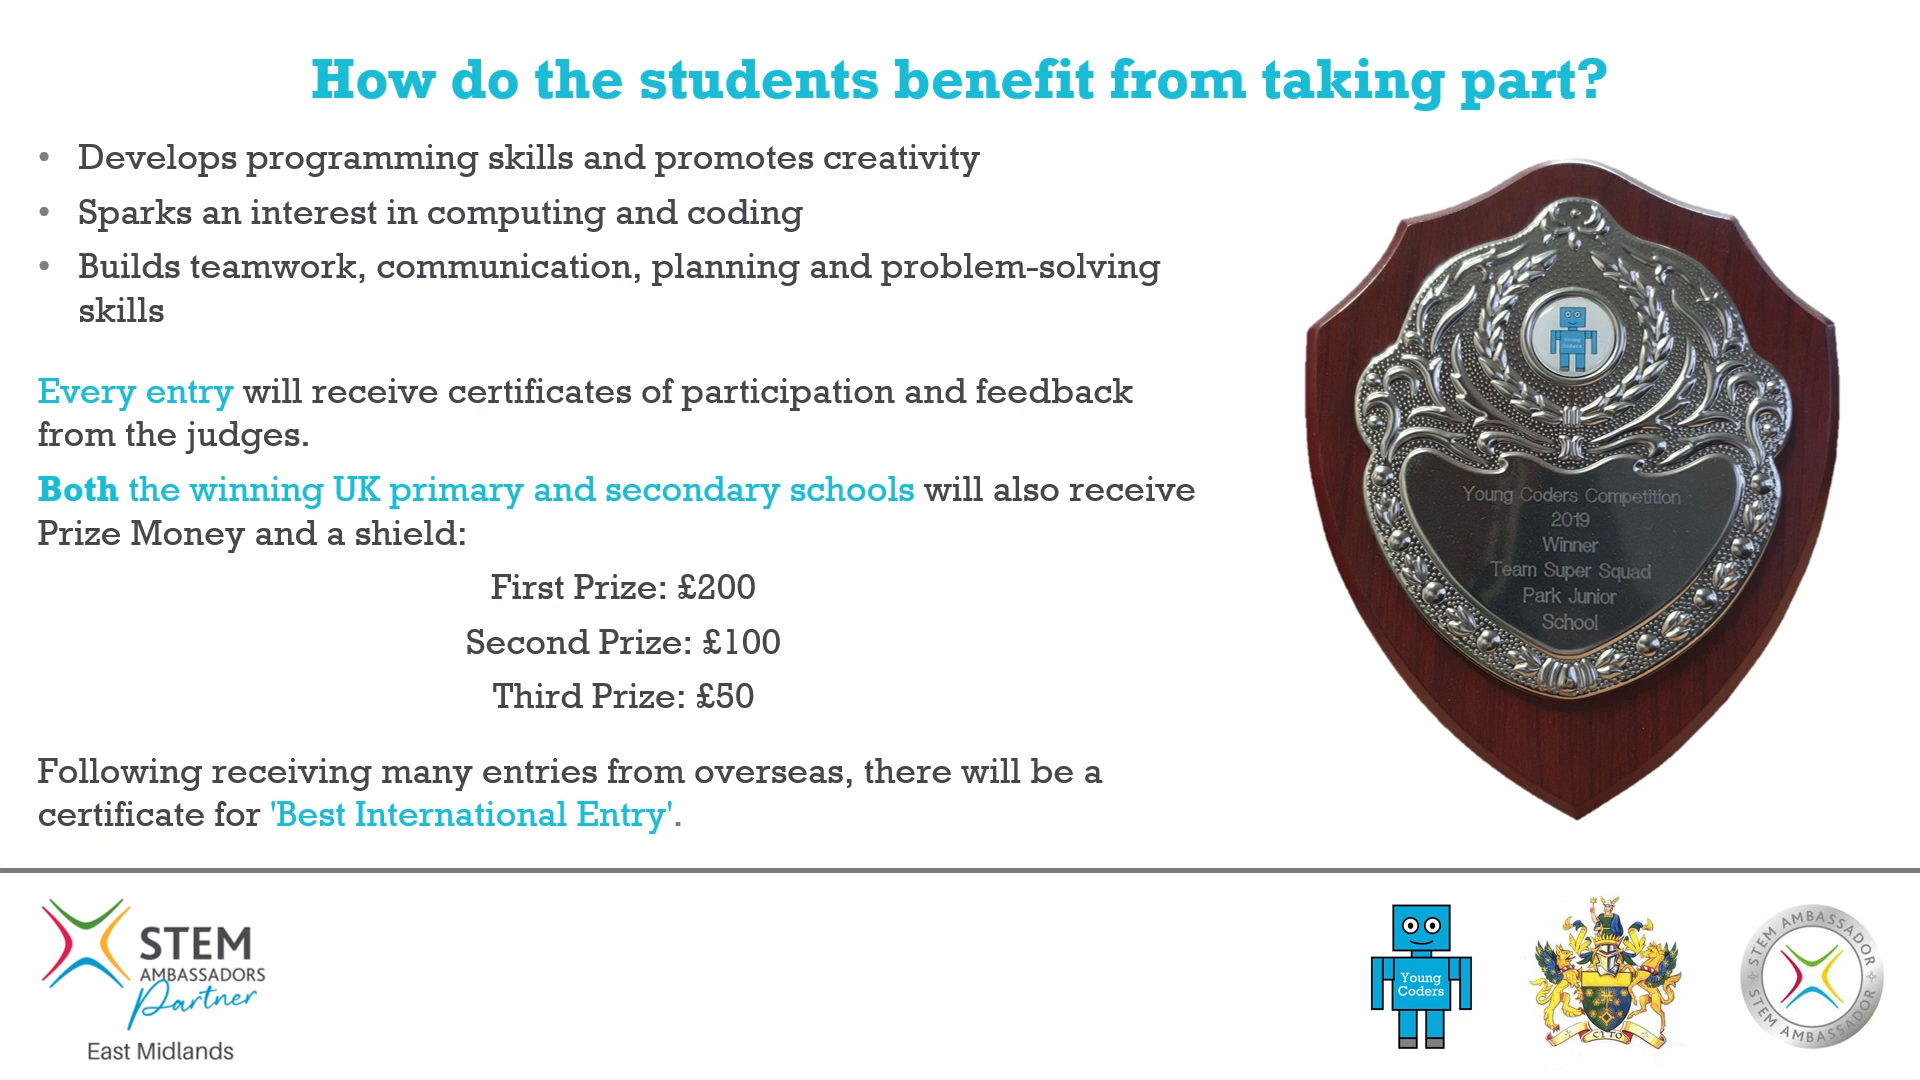 How do the students benefit from taking part?
• Develops programming skills and promotes creativity
• Sparks an interest in computing and coding
• Builds teamwork, communication, planning and problem-solving
skills
Every entry will receive certificates of participation and feedback
from the judges.
Both the winning UK primary and secondary schools will also receive
Prize Money and a shield:
First Prize: £200
Second Prize: £100
Third Prize: £50
Following receiving many entries from overseas, there will be a
certificate for 'Best International Entry'.
Young
Coders
Young Coders Competition
2019
Winner
Team Super Squad
Park Junior
School
STEM
AMBASSADORS
Partner
East Midlands
Young
Coders
STEM AMBASSADOR
STEM AMBASSADOR